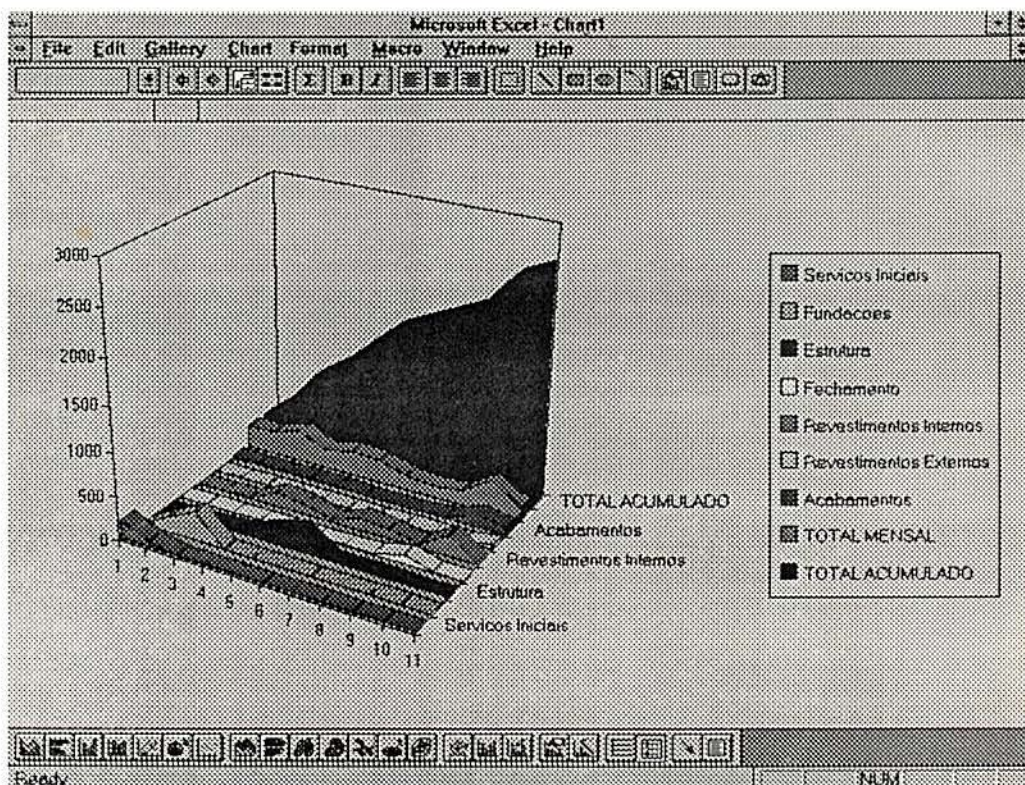 Microsoft Excel - Chart1
File Edit Gallery Chart Format Macro Window Help
Σ B I
3000
2500
2000
1500
1000
500
0
1 2 3 4 5 6 7 8 9 10 11
TOTAL ACUMULADO
Acabamentos
Revestimentos Internos
Estrutura
Servicos Iniciais
Servicos Iniciais
Fundacoes
Estrutura
Fechamento
Revestimentos Internos
Revestimentos Externos
Acabamentos
TOTAL MENSAL
TOTAL ACUMULADO
Ready
NUM